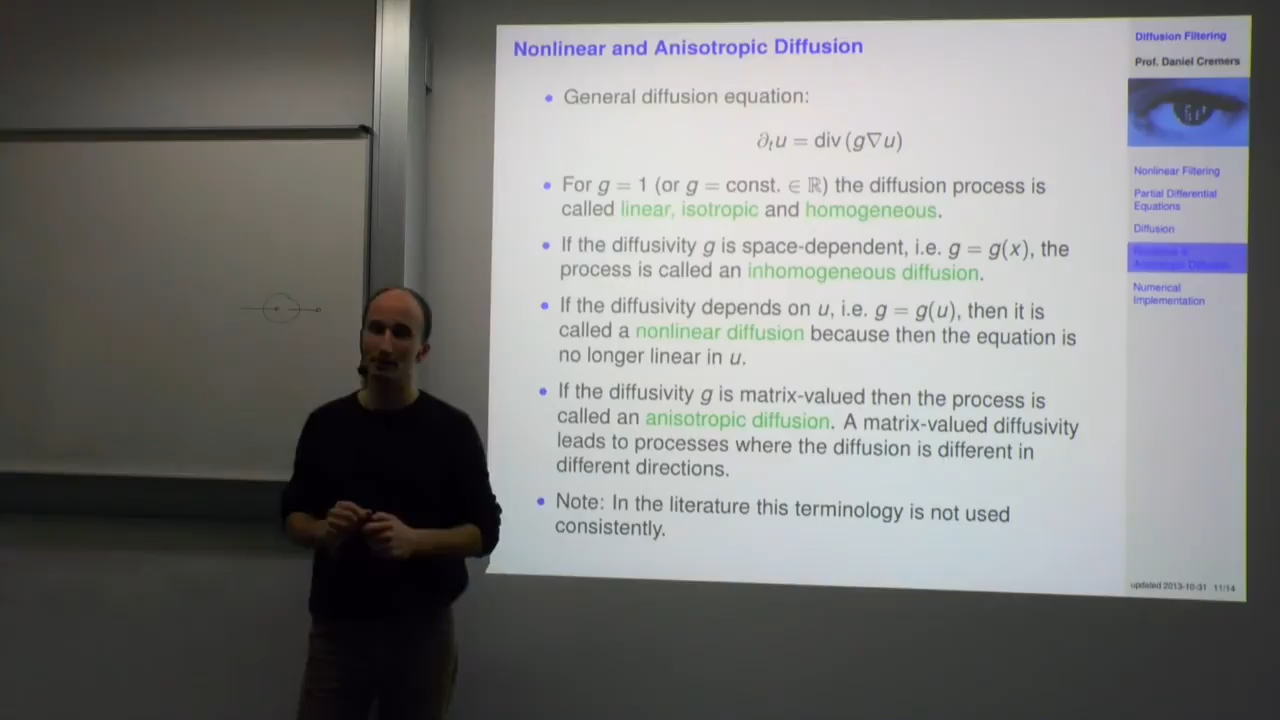 Nonlinear and Anisotropic Diffusion
• General diffusion equation:
∂ₜu = div (g∇u)
• For g = 1 (or g = const. ∈ ℝ) the diffusion process is
called linear, isotropic and homogeneous.
• If the diffusivity g is space-dependent, i.e. g = g(x), the
process is called an inhomogeneous diffusion.
• If the diffusivity depends on u, i.e. g = g(u), then it is
called a nonlinear diffusion because then the equation is
no longer linear in u.
• If the diffusivity g is matrix-valued then the process is
called an anisotropic diffusion. A matrix-valued diffusivity
leads to processes where the diffusion is different in
different directions.
• Note: In the literature this terminology is not used
consistently.
Diffusion Filtering
Prof. Daniel Cremers
Nonlinear Filtering
Partial Differential
Equations
Diffusion
Anisotropic Diffusion
Numerical
Implementation
updated 2013-10-31 11/14